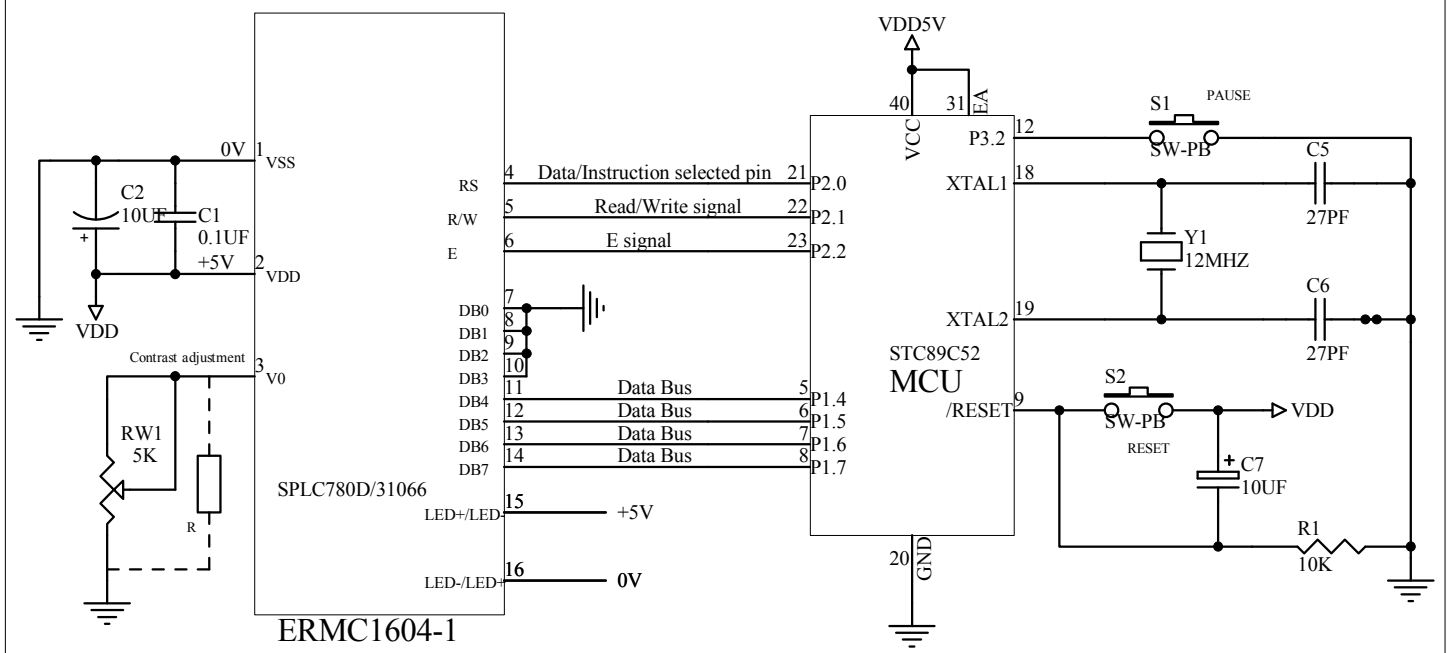 VDD5V
40
31
VCC
EA
S1
PAUSE
P3.2
12
SW-PB
0V
1
VSS
C2
10UF
C1
0.1UF
+5V
2
VDD
VDD
Contrast adjustment
3
V0
RW1
5K
R
RS
4
Data/Instruction selected pin
21
P2.0
R/W
5
Read/Write signal
22
P2.1
E
6
E signal
23
P2.2
DB0
7
DB1
8
DB2
9
DB3
10
DB4
11
Data Bus
5
P1.4
DB5
12
Data Bus
6
P1.5
DB6
13
Data Bus
7
P1.6
DB7
14
Data Bus
8
P1.7
SPLC780D/31066
LED+/LED-
15
+5V
LED-/LED+
16
0V
ERMC1604-1
XTAL1
18
C5
27PF
Y1
12MHZ
XTAL2
19
C6
27PF
STC89C52
MCU
/RESET
9
S2
SW-PB
RESET
VDD
+
C7
10UF
R1
10K
20
GND
+